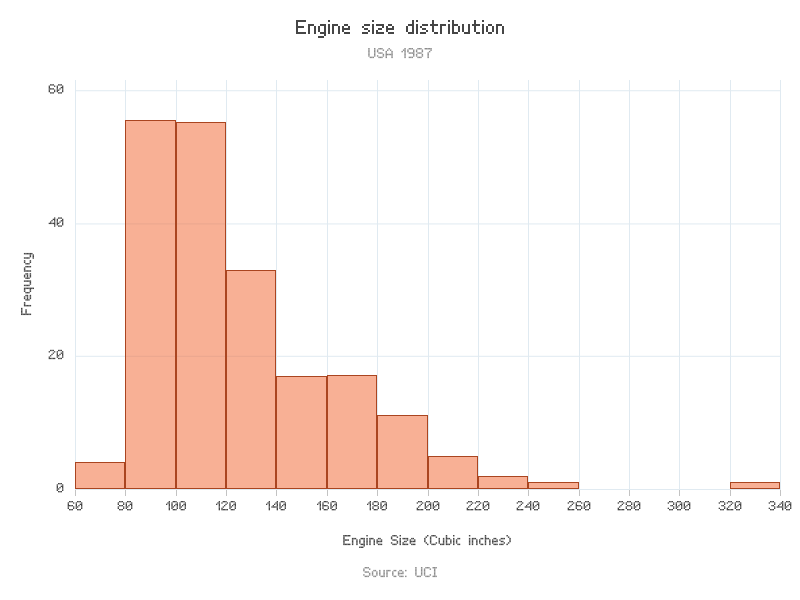 Engine size distribution
USA 1987
60
40
20
0
Frequency
60 80 100 120 140 160 180 200 220 240 260 280 300 320 340
Engine Size (Cubic inches)
Source: UCI